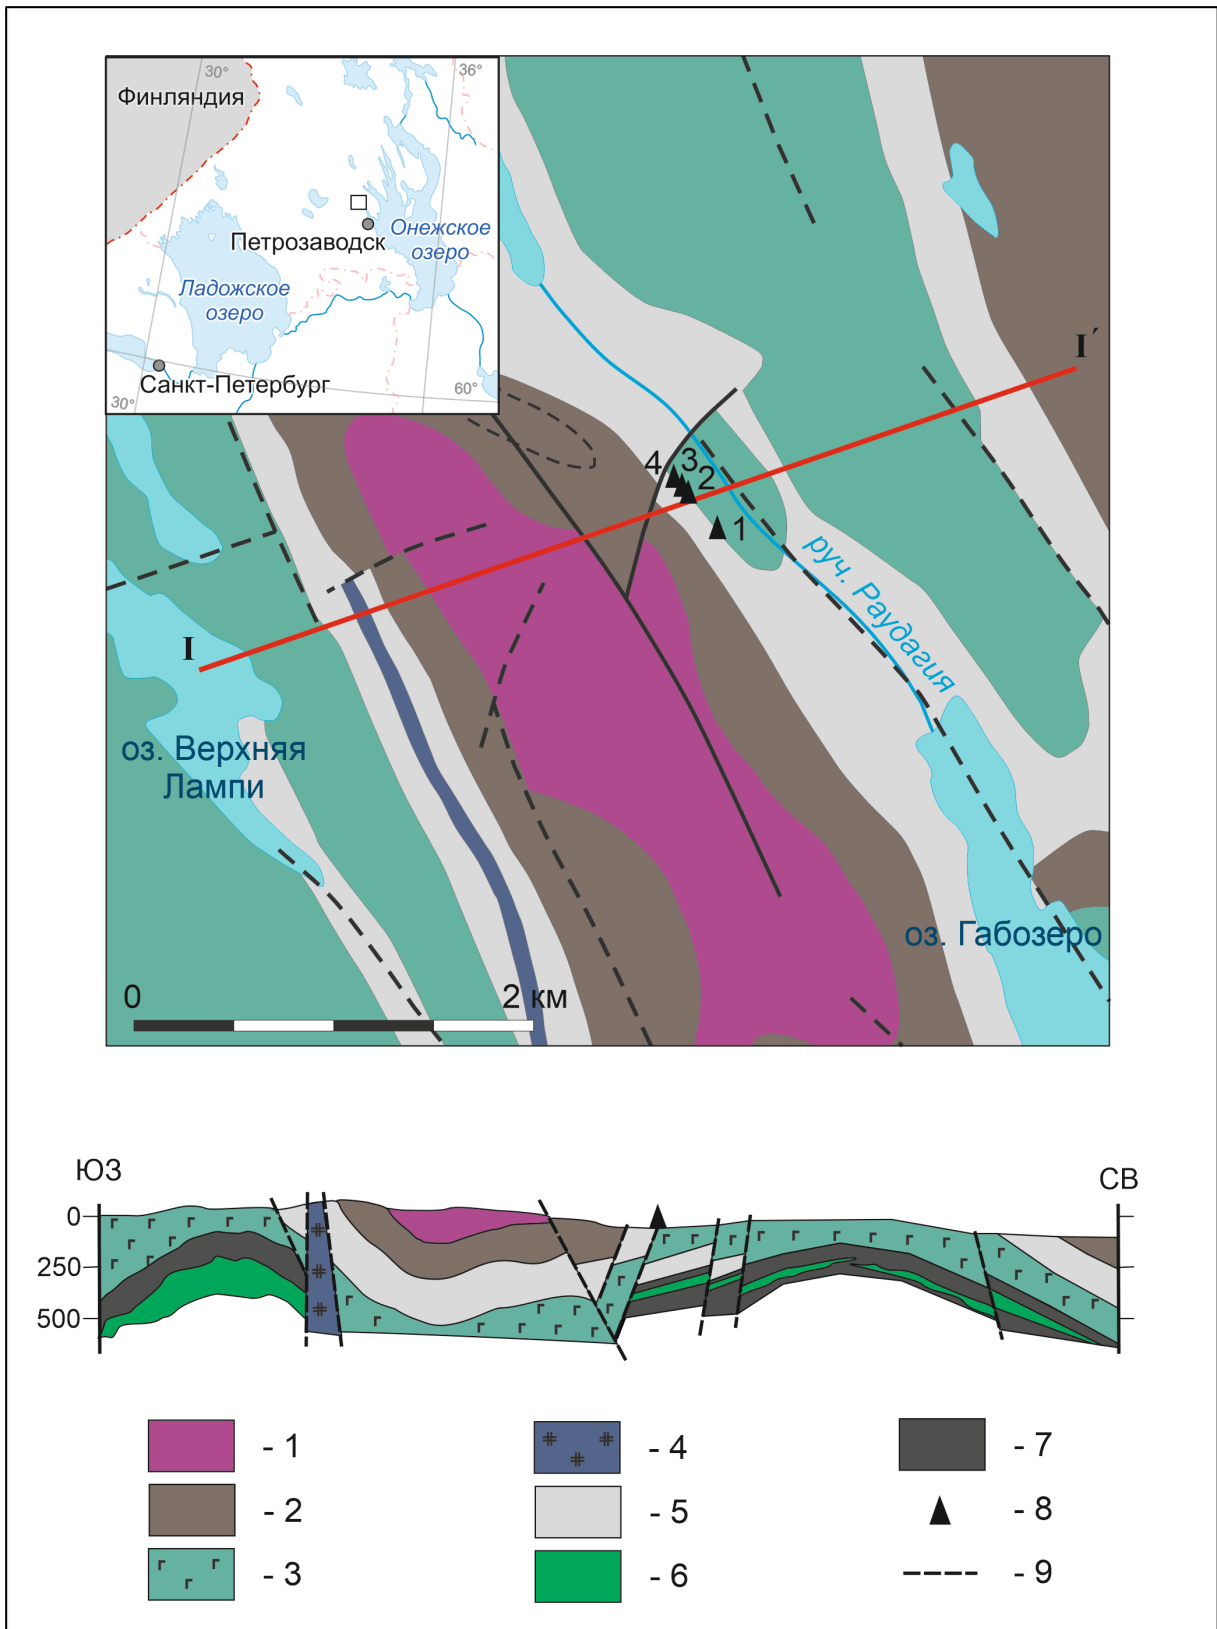 30°
36°
Финляндия
Петрозаводск
Онежское
озеро
Ладожское
озеро
Санкт-Петербург
30°
60°
I´
4
3
2
1
руч. Раудагия
I
оз. Верхняя
Лампи
оз. Габозеро
0
2 км
ЮЗ
СВ
0
250
500
- 1
- 2
- 3
- 4
- 5
- 6
- 7
- 8
- 9